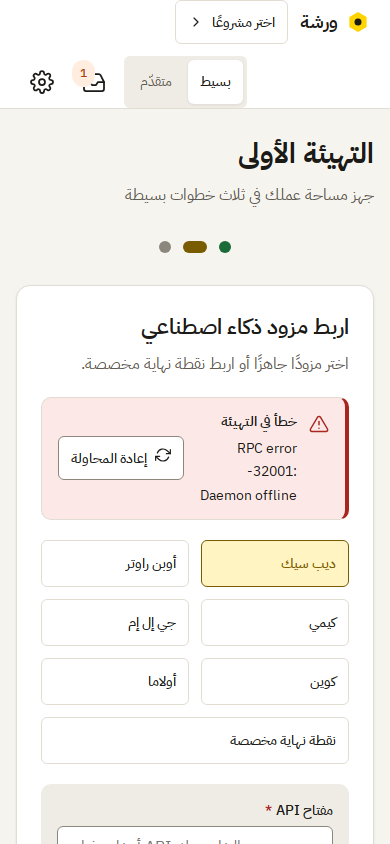 ورشة
اختر مشروعًا
بسيط
متقدّم
1
التهيئة الأولى
جهز مساحة عملك في ثلاث خطوات بسيطة
اربط مزود ذكاء اصطناعي
اختر مزودًا جاهزًا أو اربط نقطة نهاية مخصصة.
خطأ في التهيئة
RPC error
-32001:
Daemon offline
إعادة المحاولة
ديب سيك
أوبن راوتر
كيمي
جي إل إم
كوين
أولاما
نقطة نهاية مخصصة
مفتاح API *